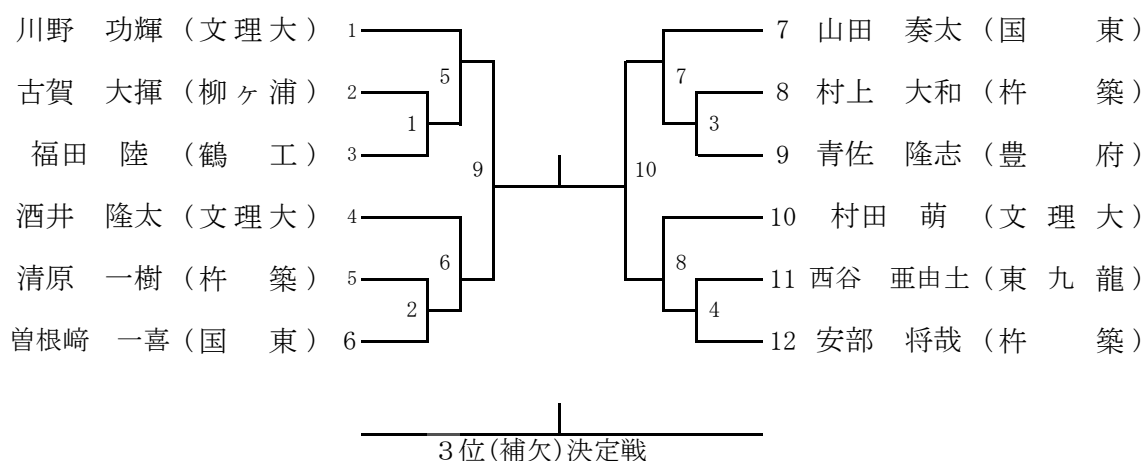 川野 功輝(文理大) 1
古賀 大揮(柳ヶ浦) 2
福田 陸 (鶴 工) 3
酒井 隆太(文理大) 4
清原 一樹(杵 築) 5
曽根﨑 一喜(国 東) 6
5
1
9
6
2
7
3
10
8
4
7 山田 奏太(国 東)
8 村上 大和(杵 築)
9 青佐 隆志(豊 府)
10 村田 萌 (文理大)
11 西谷 亜由土(東九龍)
12 安部 将哉(杵 築)
3位(補欠)決定戦